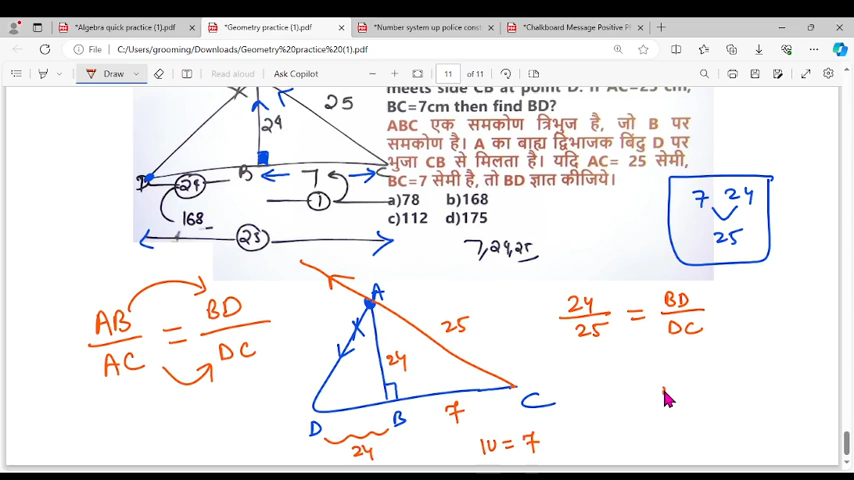 *Algebra quick practice (1).pdf
*Geometry practice (1).pdf
*Number system up police cons
*Chalkboard Message Positive P
File
C:/Users/grooming/Downloads/Geometry%20practice%20(1).pdf
Draw
Read aloud
Ask Copilot
11 of 11
meets side CB at point D. If AC=25 cm,
BC=7cm then find BD?
ABC एक समकोण त्रिभुज है, जो B पर
समकोण है। A का बाह्य द्विभाजक बिंदु D पर
भुजा CB से मिलता है। यदि AC= 25 सेमी,
BC=7 सेमी है, तो BD ज्ञात कीजिये।
a)78 b)168
c)112 d)175
25
24
D B 7 C
24
1
168
25
7,24,25
7 24
25
AB/AC = BD/DC
A
25
24
D B 7 C
24
1U = 7
24/25 = BD/DC